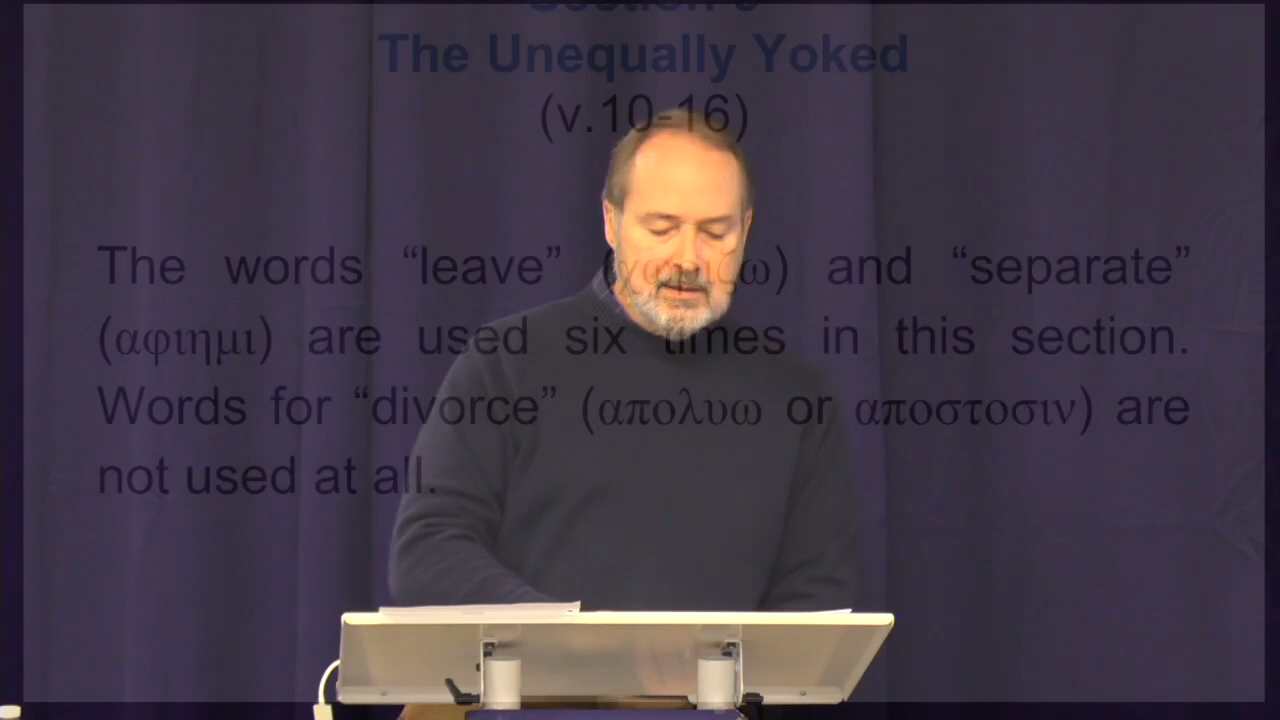 The Unequally Yoked
(v.10-16)
The words “leave” and “separate”
(αφιημι) are used six times in this section.
Words for “divorce” (απολυω or αποστοσιν) are
not used at all.